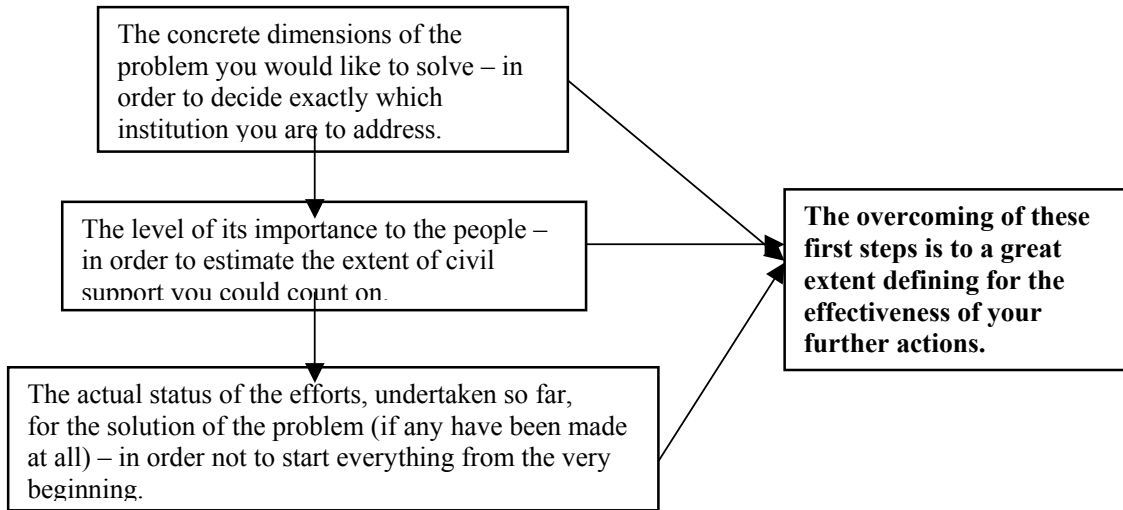 The concrete dimensions of the
problem you would like to solve – in
order to decide exactly which
institution you are to address.
The level of its importance to the people –
in order to estimate the extent of civil
support you could count on.
The actual status of the efforts, undertaken so far,
for the solution of the problem (if any have been made
at all) – in order not to start everything from the very
beginning.
The overcoming of these
first steps is to a great
extent defining for the
effectiveness of your
further actions.